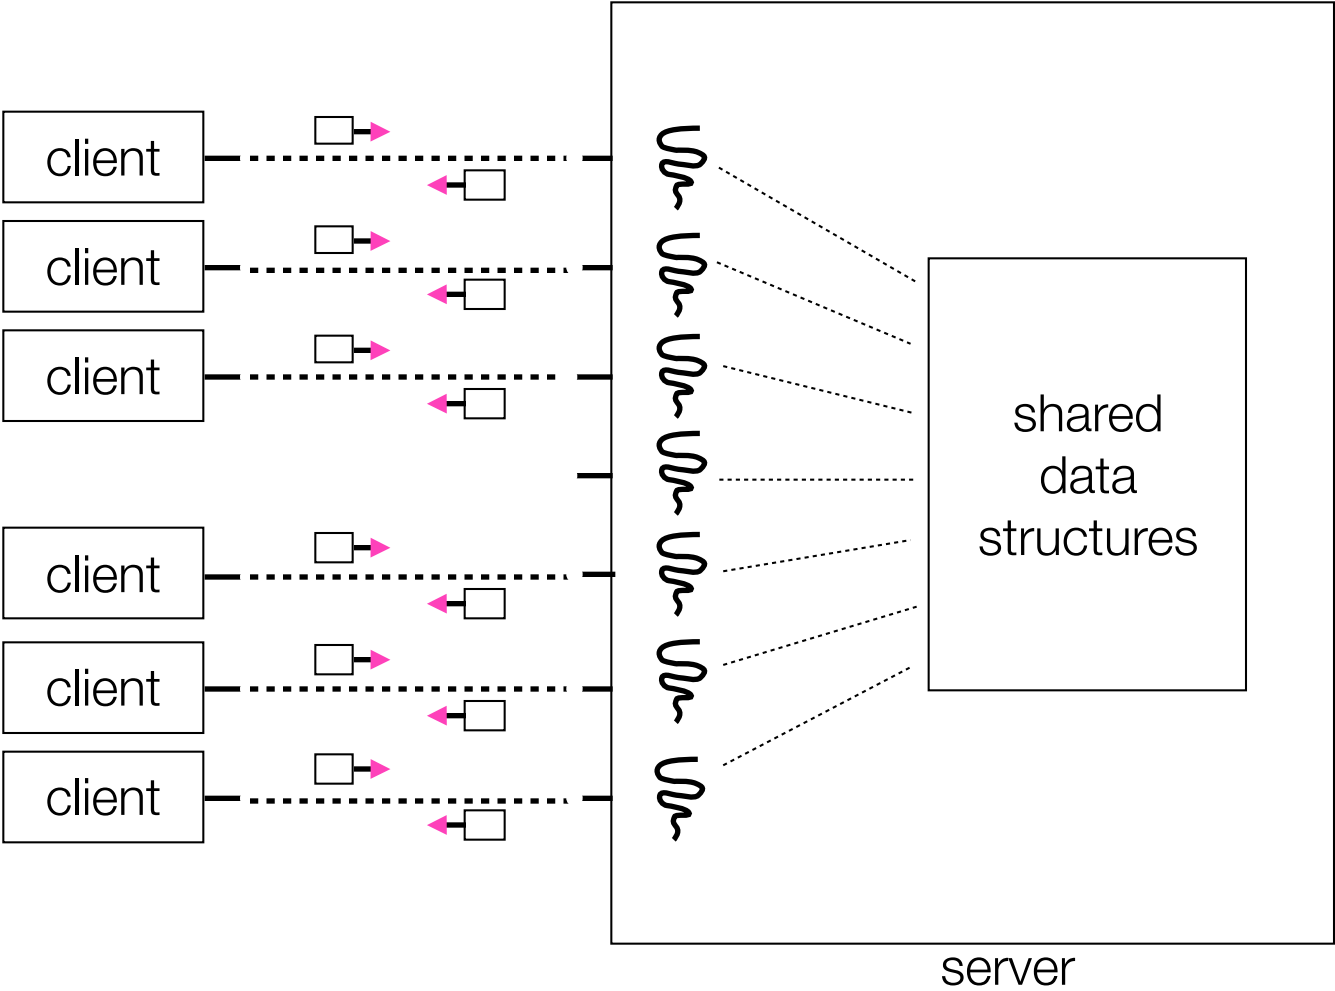 client
client
client
client
client
client
shared
data
structures
server